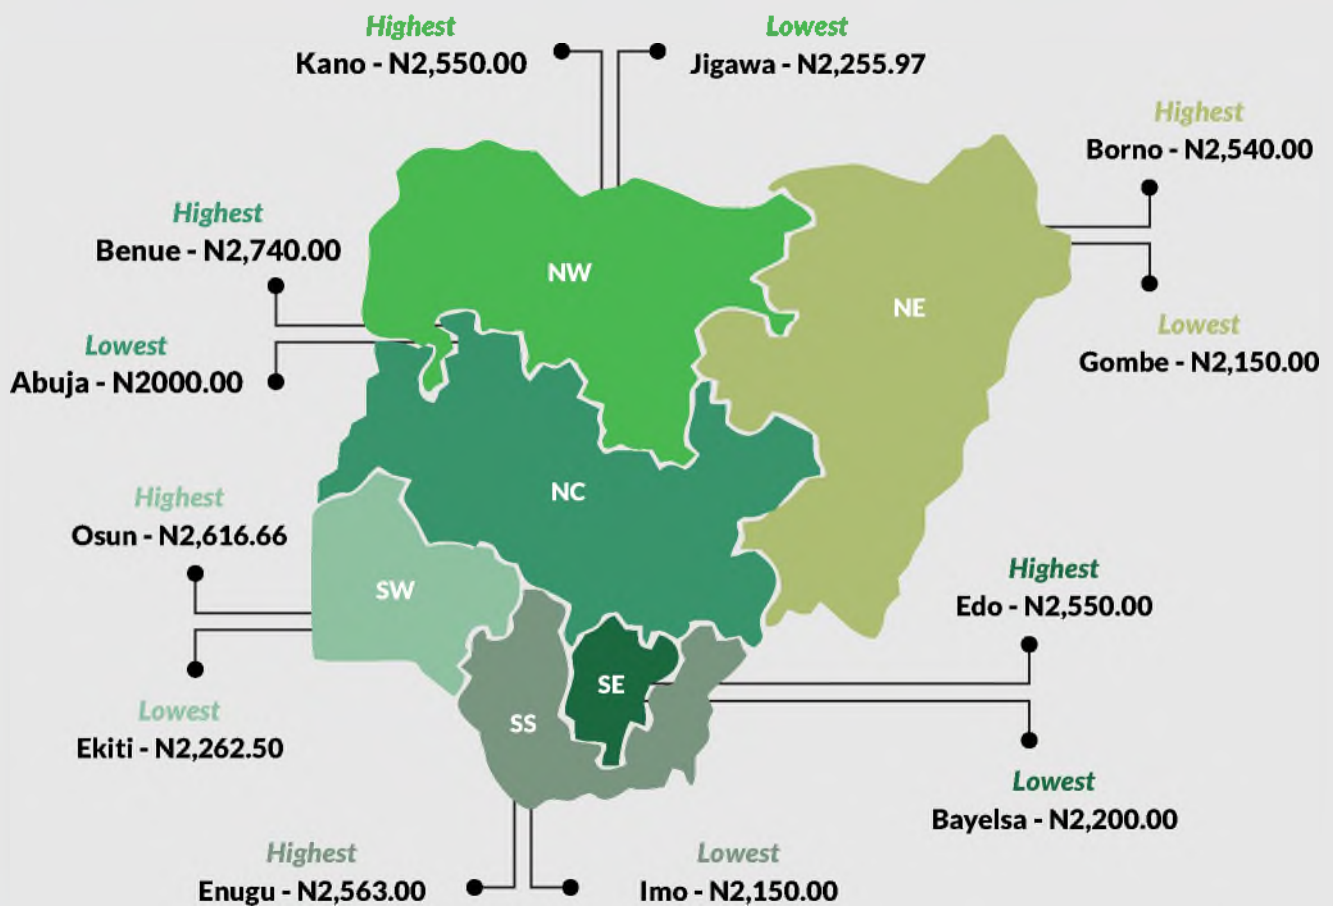 Highest
Kano - N2,550.00
Lowest
Jigawa - N2,255.97
Highest
Borno - N2,540.00
Highest
Benue - N2,740.00
NW
NE
Lowest
Gombe - N2,150.00
Lowest
Abuja - N2000.00
NC
Highest
Osun - N2,616.66
SW
Highest
Edo - N2,550.00
SE
SS
Lowest
Ekiti - N2,262.50
Lowest
Bayelsa - N2,200.00
Highest
Enugu - N2,563.00
Lowest
Imo - N2,150.00